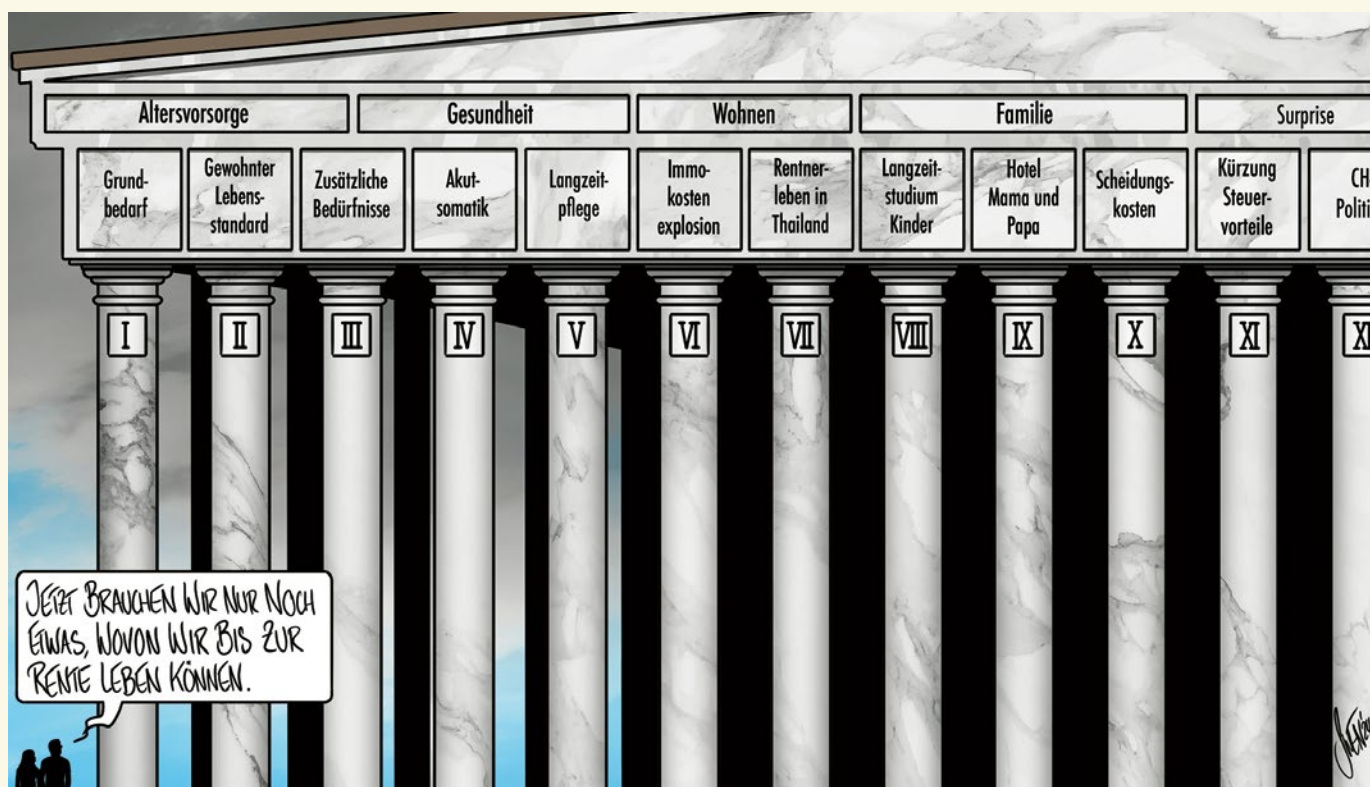 Altersvorsorge
Gesundheit
Wohnen
Familie
Surprise
Grund-
bedarf
Gewohnter
Lebens-
standard
Zusätzliche
Bedürfnisse
Akut-
somatik
Langzeit-
pflege
Immo-
kosten
explosion
Rentner-
leben in
Thailand
Langzeit-
studium
Kinder
Hotel
Mama und
Papa
Scheidungs-
kosten
Kürzung
Steuer-
vorteile
I
II
III
IV
V
VI
VII
VIII
IX
X
XI
JETZT BRAUCHEN WIR NUR NOCH
ETWAS, WOVON WIR BIS ZUR
RENTE LEBEN KÖNNEN.